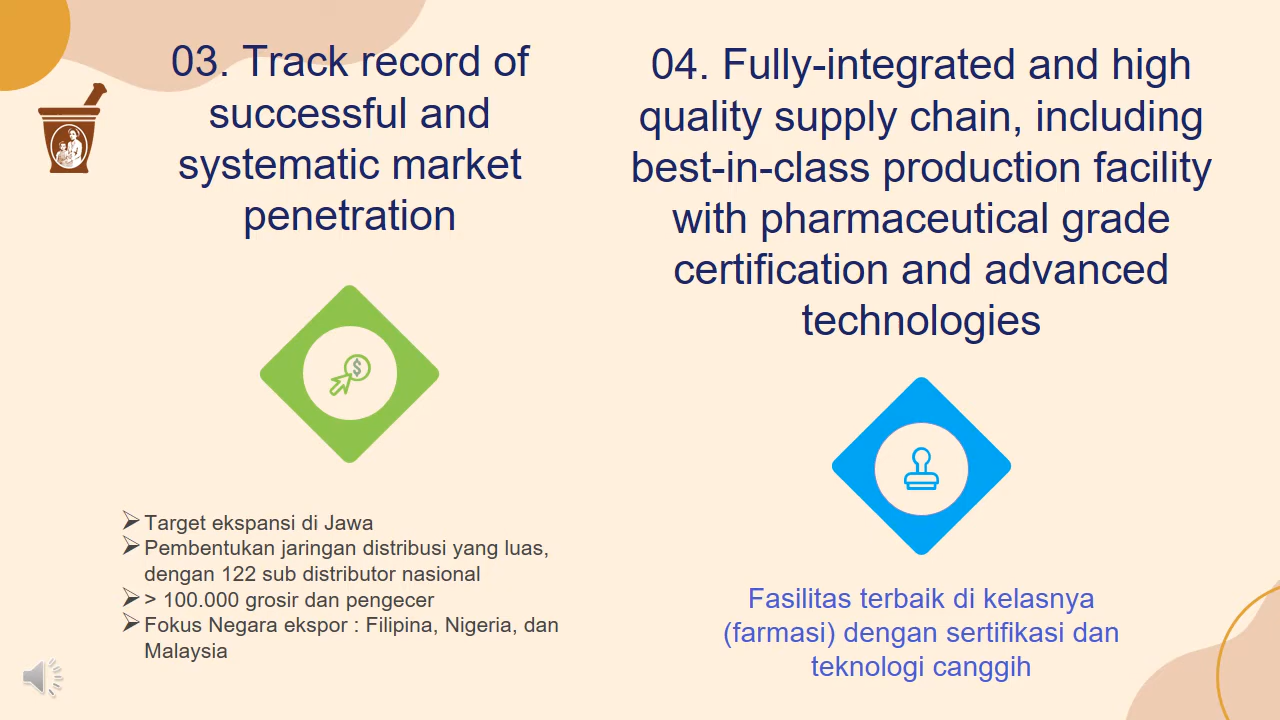 03. Track record of
successful and
systematic market
penetration
Target ekspansi di Jawa
Pembentukan jaringan distribusi yang luas,
dengan 122 sub distributor nasional
> 100.000 grosir dan pengecer
Fokus Negara ekspor : Filipina, Nigeria, dan
Malaysia
04. Fully-integrated and high
quality supply chain, including
best-in-class production facility
with pharmaceutical grade
certification and advanced
technologies
Fasilitas terbaik di kelasnya
(farmasi) dengan sertifikasi dan
teknologi canggih